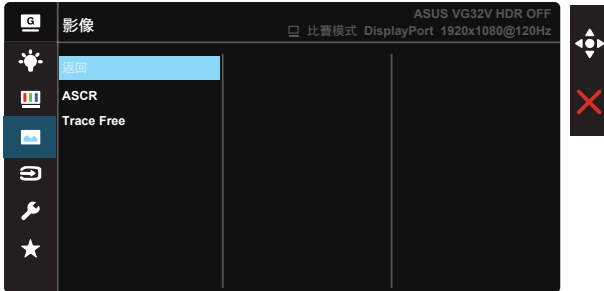 G
影像
ASUS VG32V HDR OFF
比賽模式 DisplayPort 1920x1080@120Hz
返回
ASCR
Trace Free